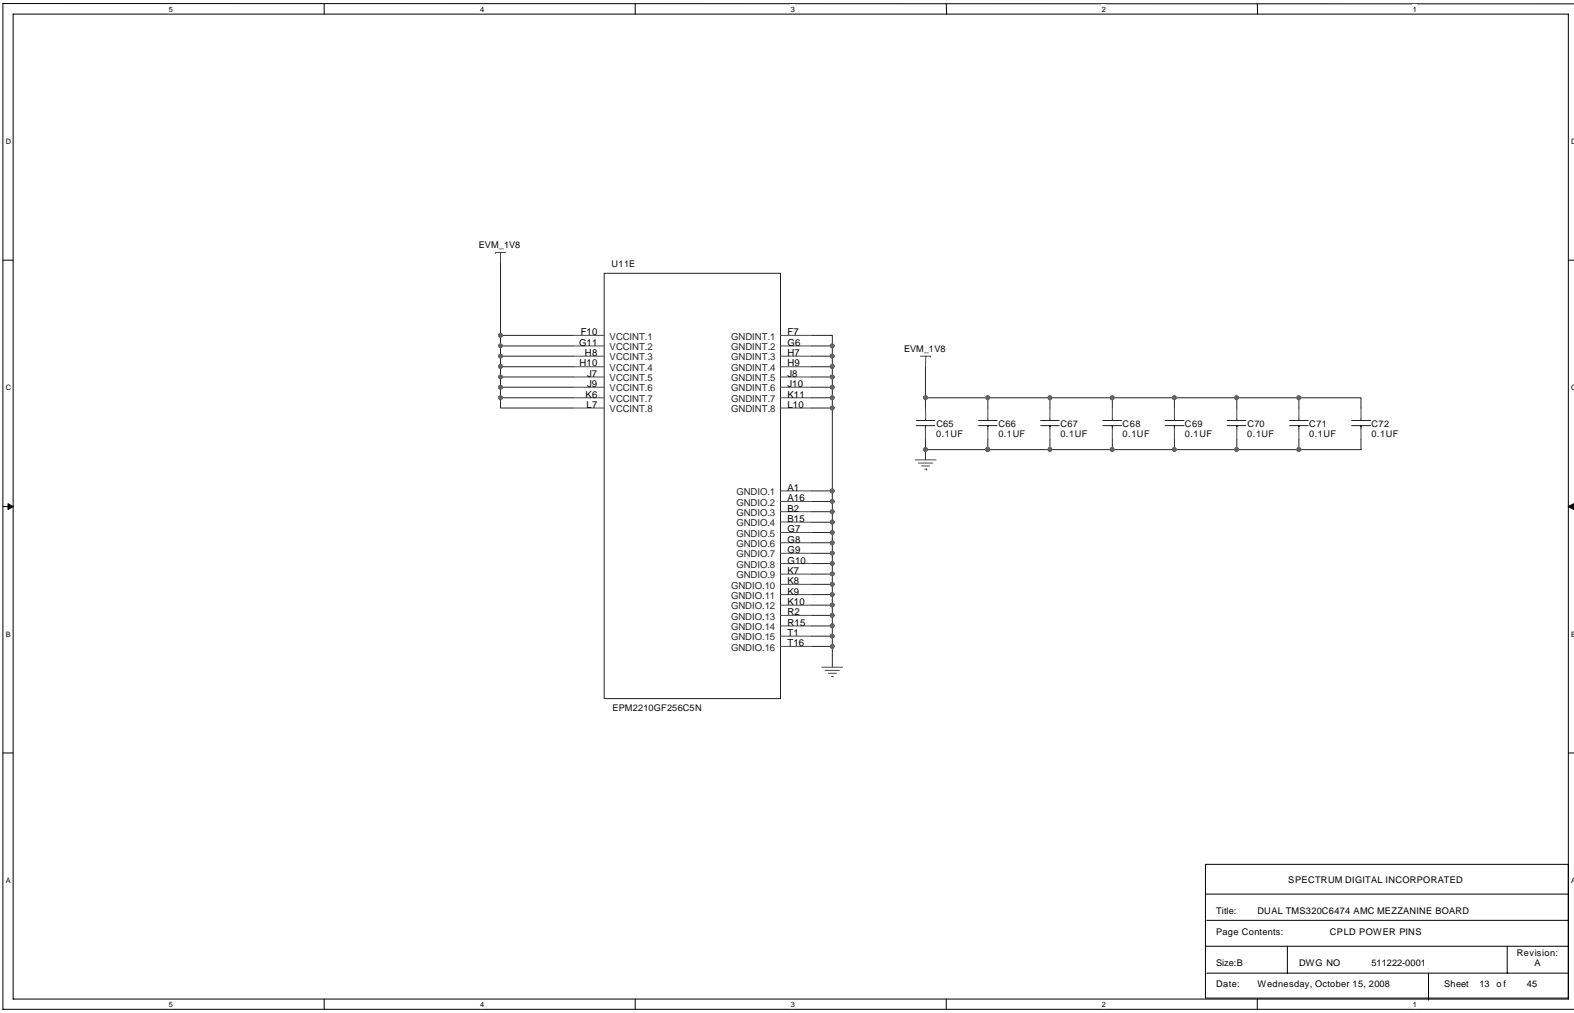 5 4 3 2 1
D D
EVM_1V8
U11E
F10 VCCINT.1 GNDINT.1 F7
G11 VCCINT.2 GNDINT.2 G6
H8 VCCINT.3 GNDINT.3 H7
H10 VCCINT.4 GNDINT.4 H9
J7 VCCINT.5 GNDINT.5 J8
J9 VCCINT.6 GNDINT.6 J10
K6 VCCINT.7 GNDINT.7 K11
L7 VCCINT.8 GNDINT.8 L10
EVM_1V8
C C
C65 C66 C67 C68 C69 C70 C71 C72
0.1UF 0.1UF 0.1UF 0.1UF 0.1UF 0.1UF 0.1UF 0.1UF
GNDIO.1 A1
GNDIO.2 A16
GNDIO.3 B2
GNDIO.4 B15
GNDIO.5 G7
GNDIO.6 G8
GNDIO.7 G9
GNDIO.8 G10
GNDIO.9 K7
GNDIO.10 K8
GNDIO.11 K9
GNDIO.12 K10
GNDIO.13 R2
GNDIO.14 R15
GNDIO.15 T1
GNDIO.16 T16
B B
EPM2210GF256C5N
A A
SPECTRUM DIGITAL INCORPORATED
Title: DUAL TMS320C6474 AMC MEZZANINE BOARD
Page Contents: CPLD POWER PINS
Size:B DWG NO 511222-0001 Revision: A
Date: Wednesday, October 15, 2008 Sheet 13 of 45
5 4 3 2 1